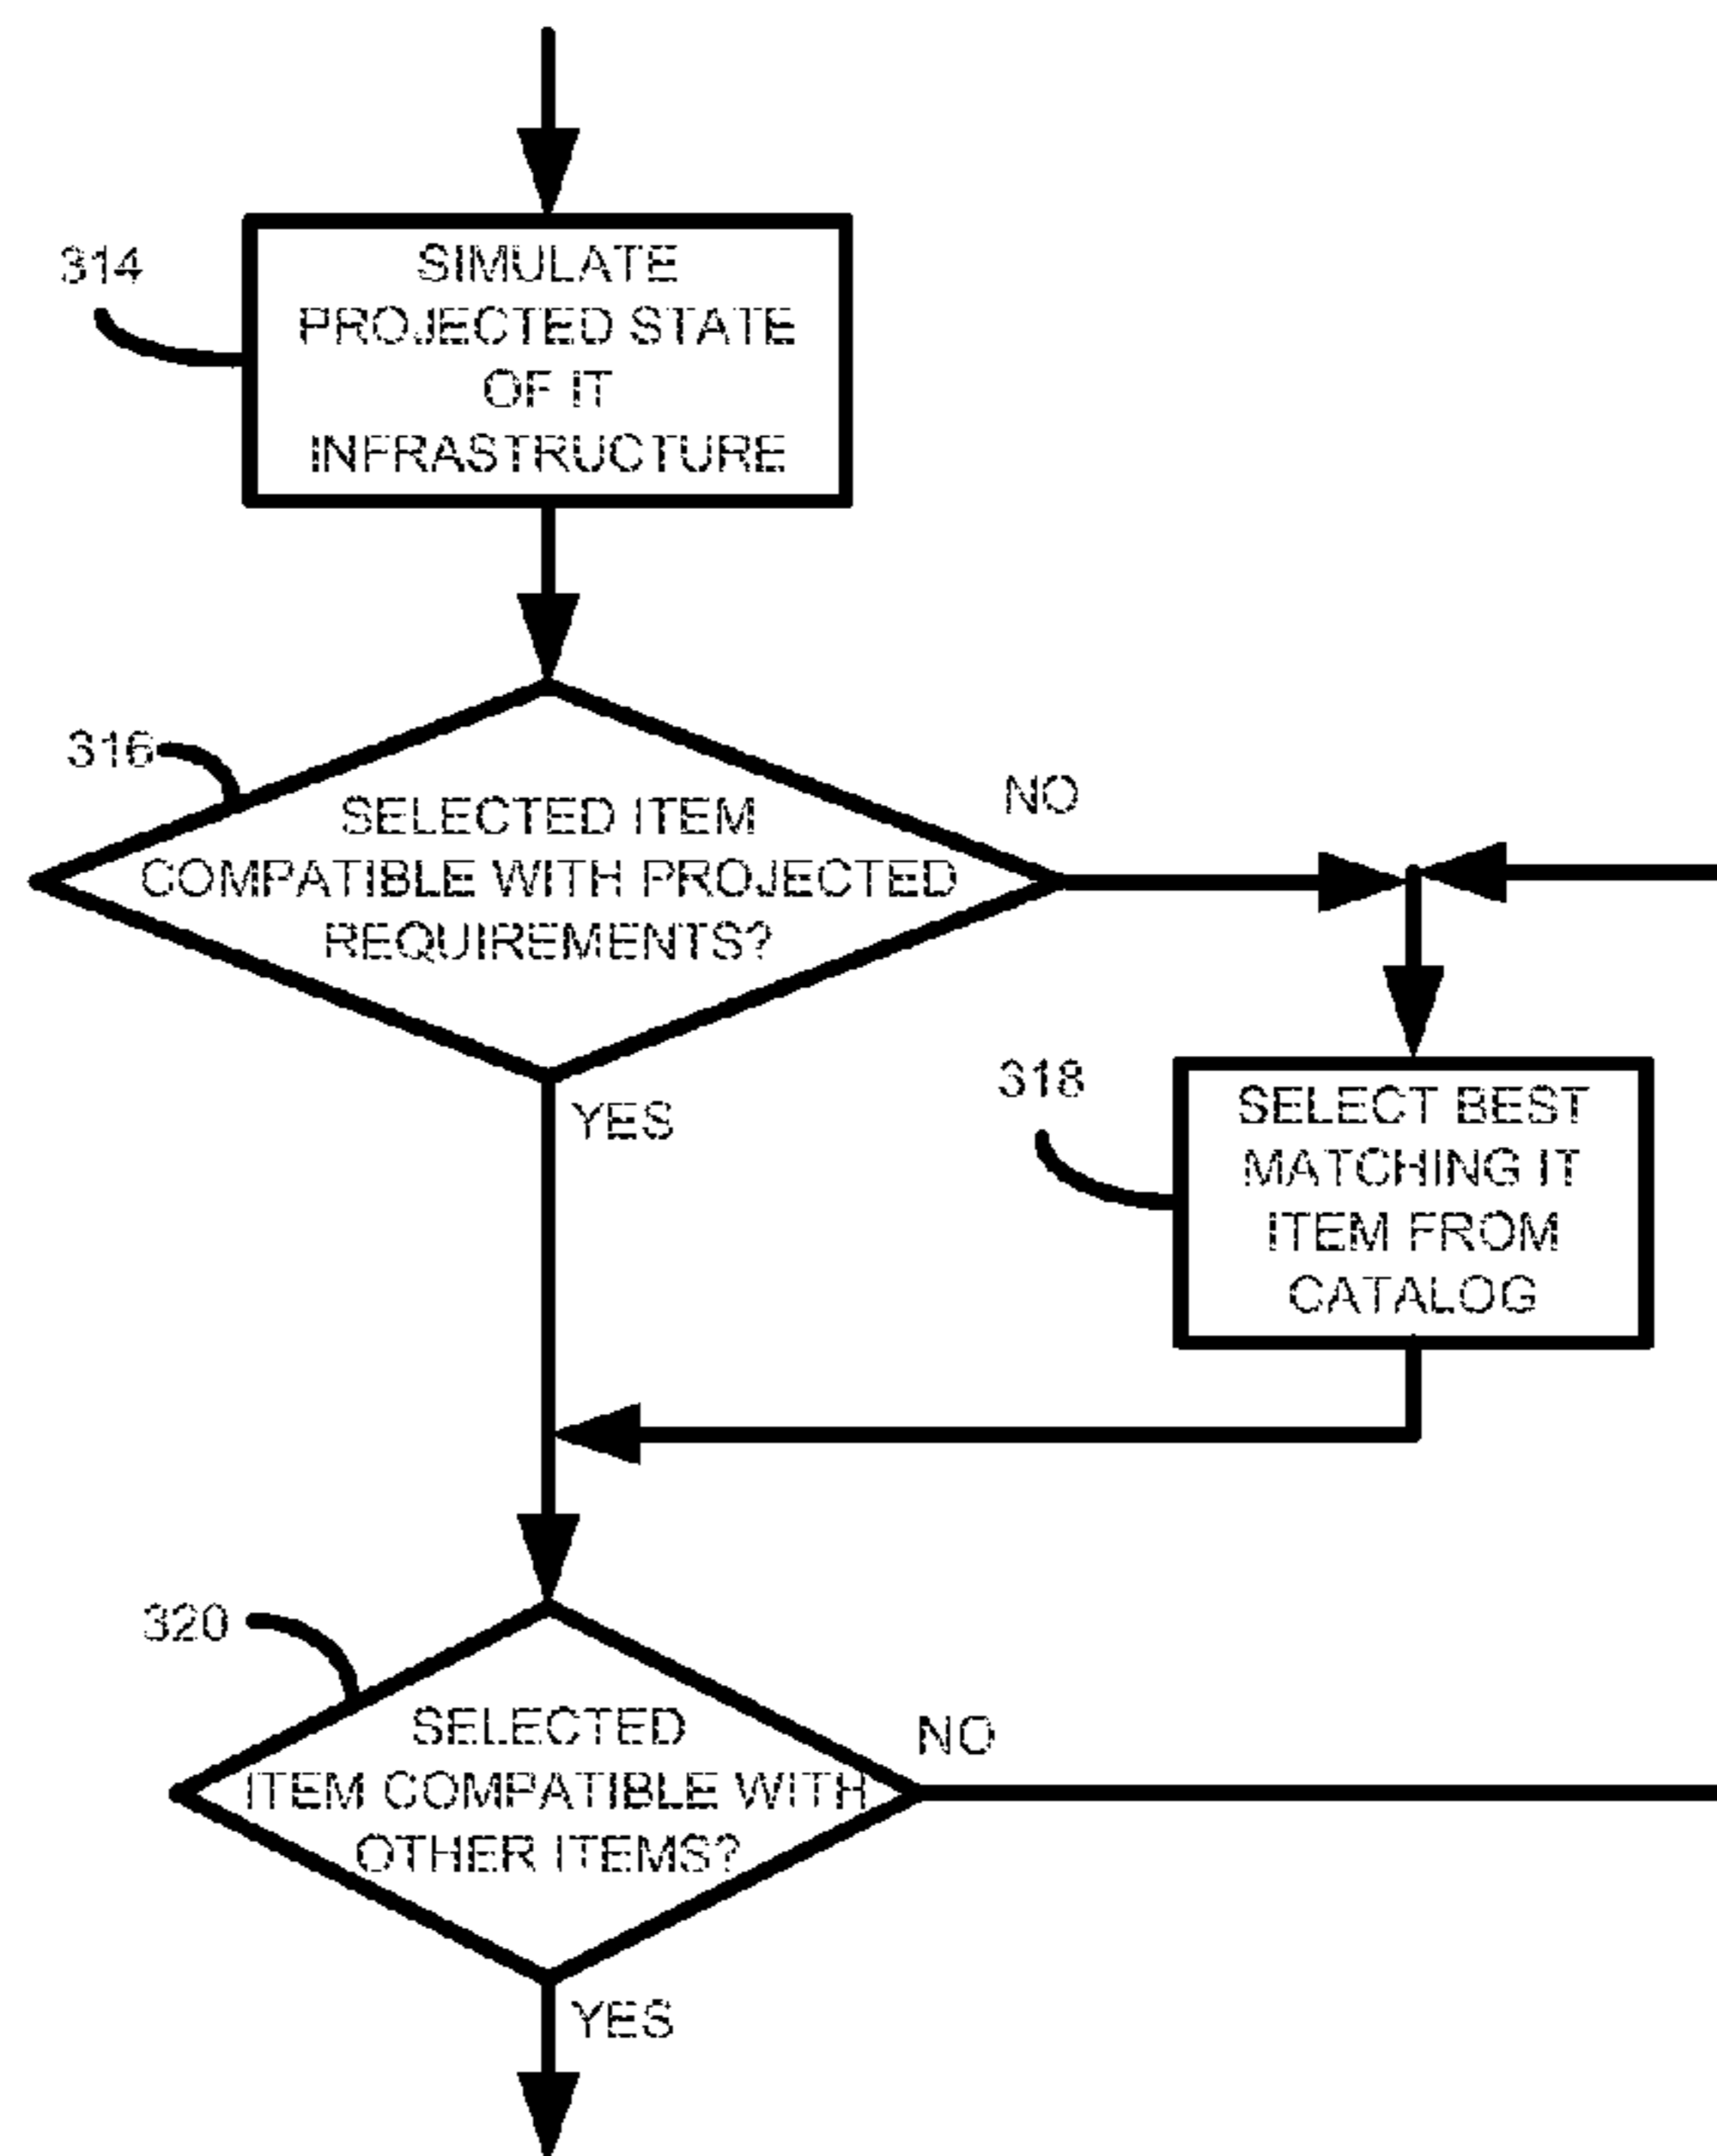 314
SIMULATE
PROJECTED STATE
OF IT
INFRASTRUCTURE
316
SELECTED ITEM
COMPATIBLE WITH PROJECTED
REQUIREMENTS?
NO
YES
318
SELECT BEST
MATCHING IT
ITEM FROM
CATALOG
320
SELECTED
ITEM COMPATIBLE WITH
OTHER ITEMS?
NO
YES